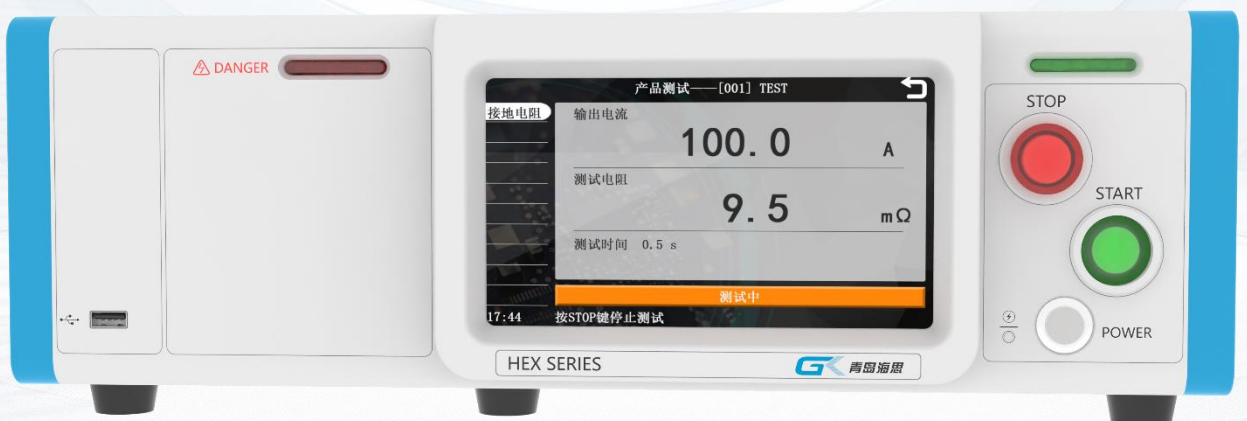 DANGER
产品测试——[001] TEST
接地电阻
输出电流
100.0 A
测试电阻
9.5 mΩ
测试时间 0.5 s
测试中
17:44 按STOP键停止测试
HEX SERIES
GK 青岛海思
STOP
START
POWER